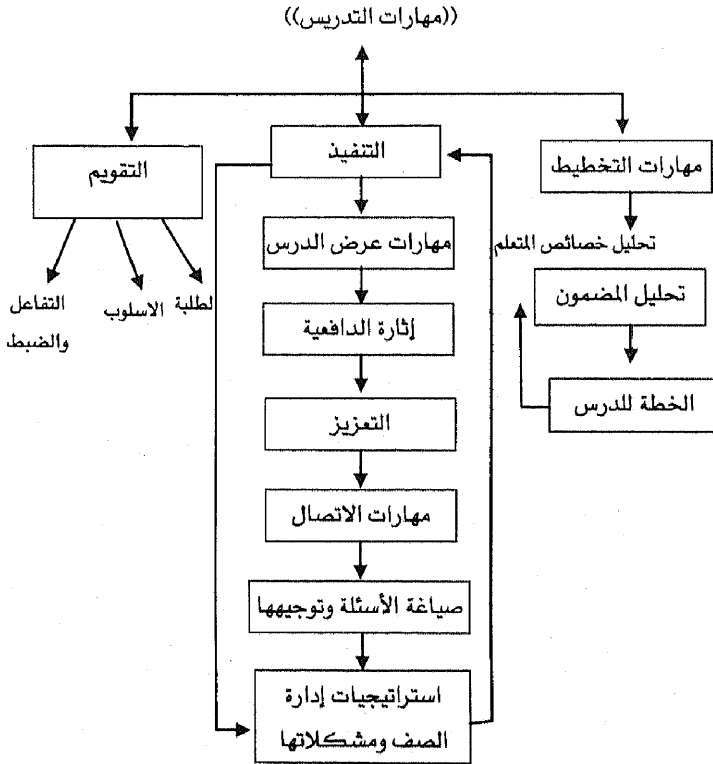 ((مهارات التدريس))
مهارات التخطيط
تحليل خصائص المتعلم
تحليل المضمون
الخطة للدرس
التنفيذ
مهارات عرض الدرس
إثارة الدافعية
التعزيز
مهارات الاتصال
صياغة الأسئلة وتوجيهها
استراتيجيات إدارة
الصف ومشكلاتها
التقويم
لطلبة
الاسلوب
التفاعل
والضبط